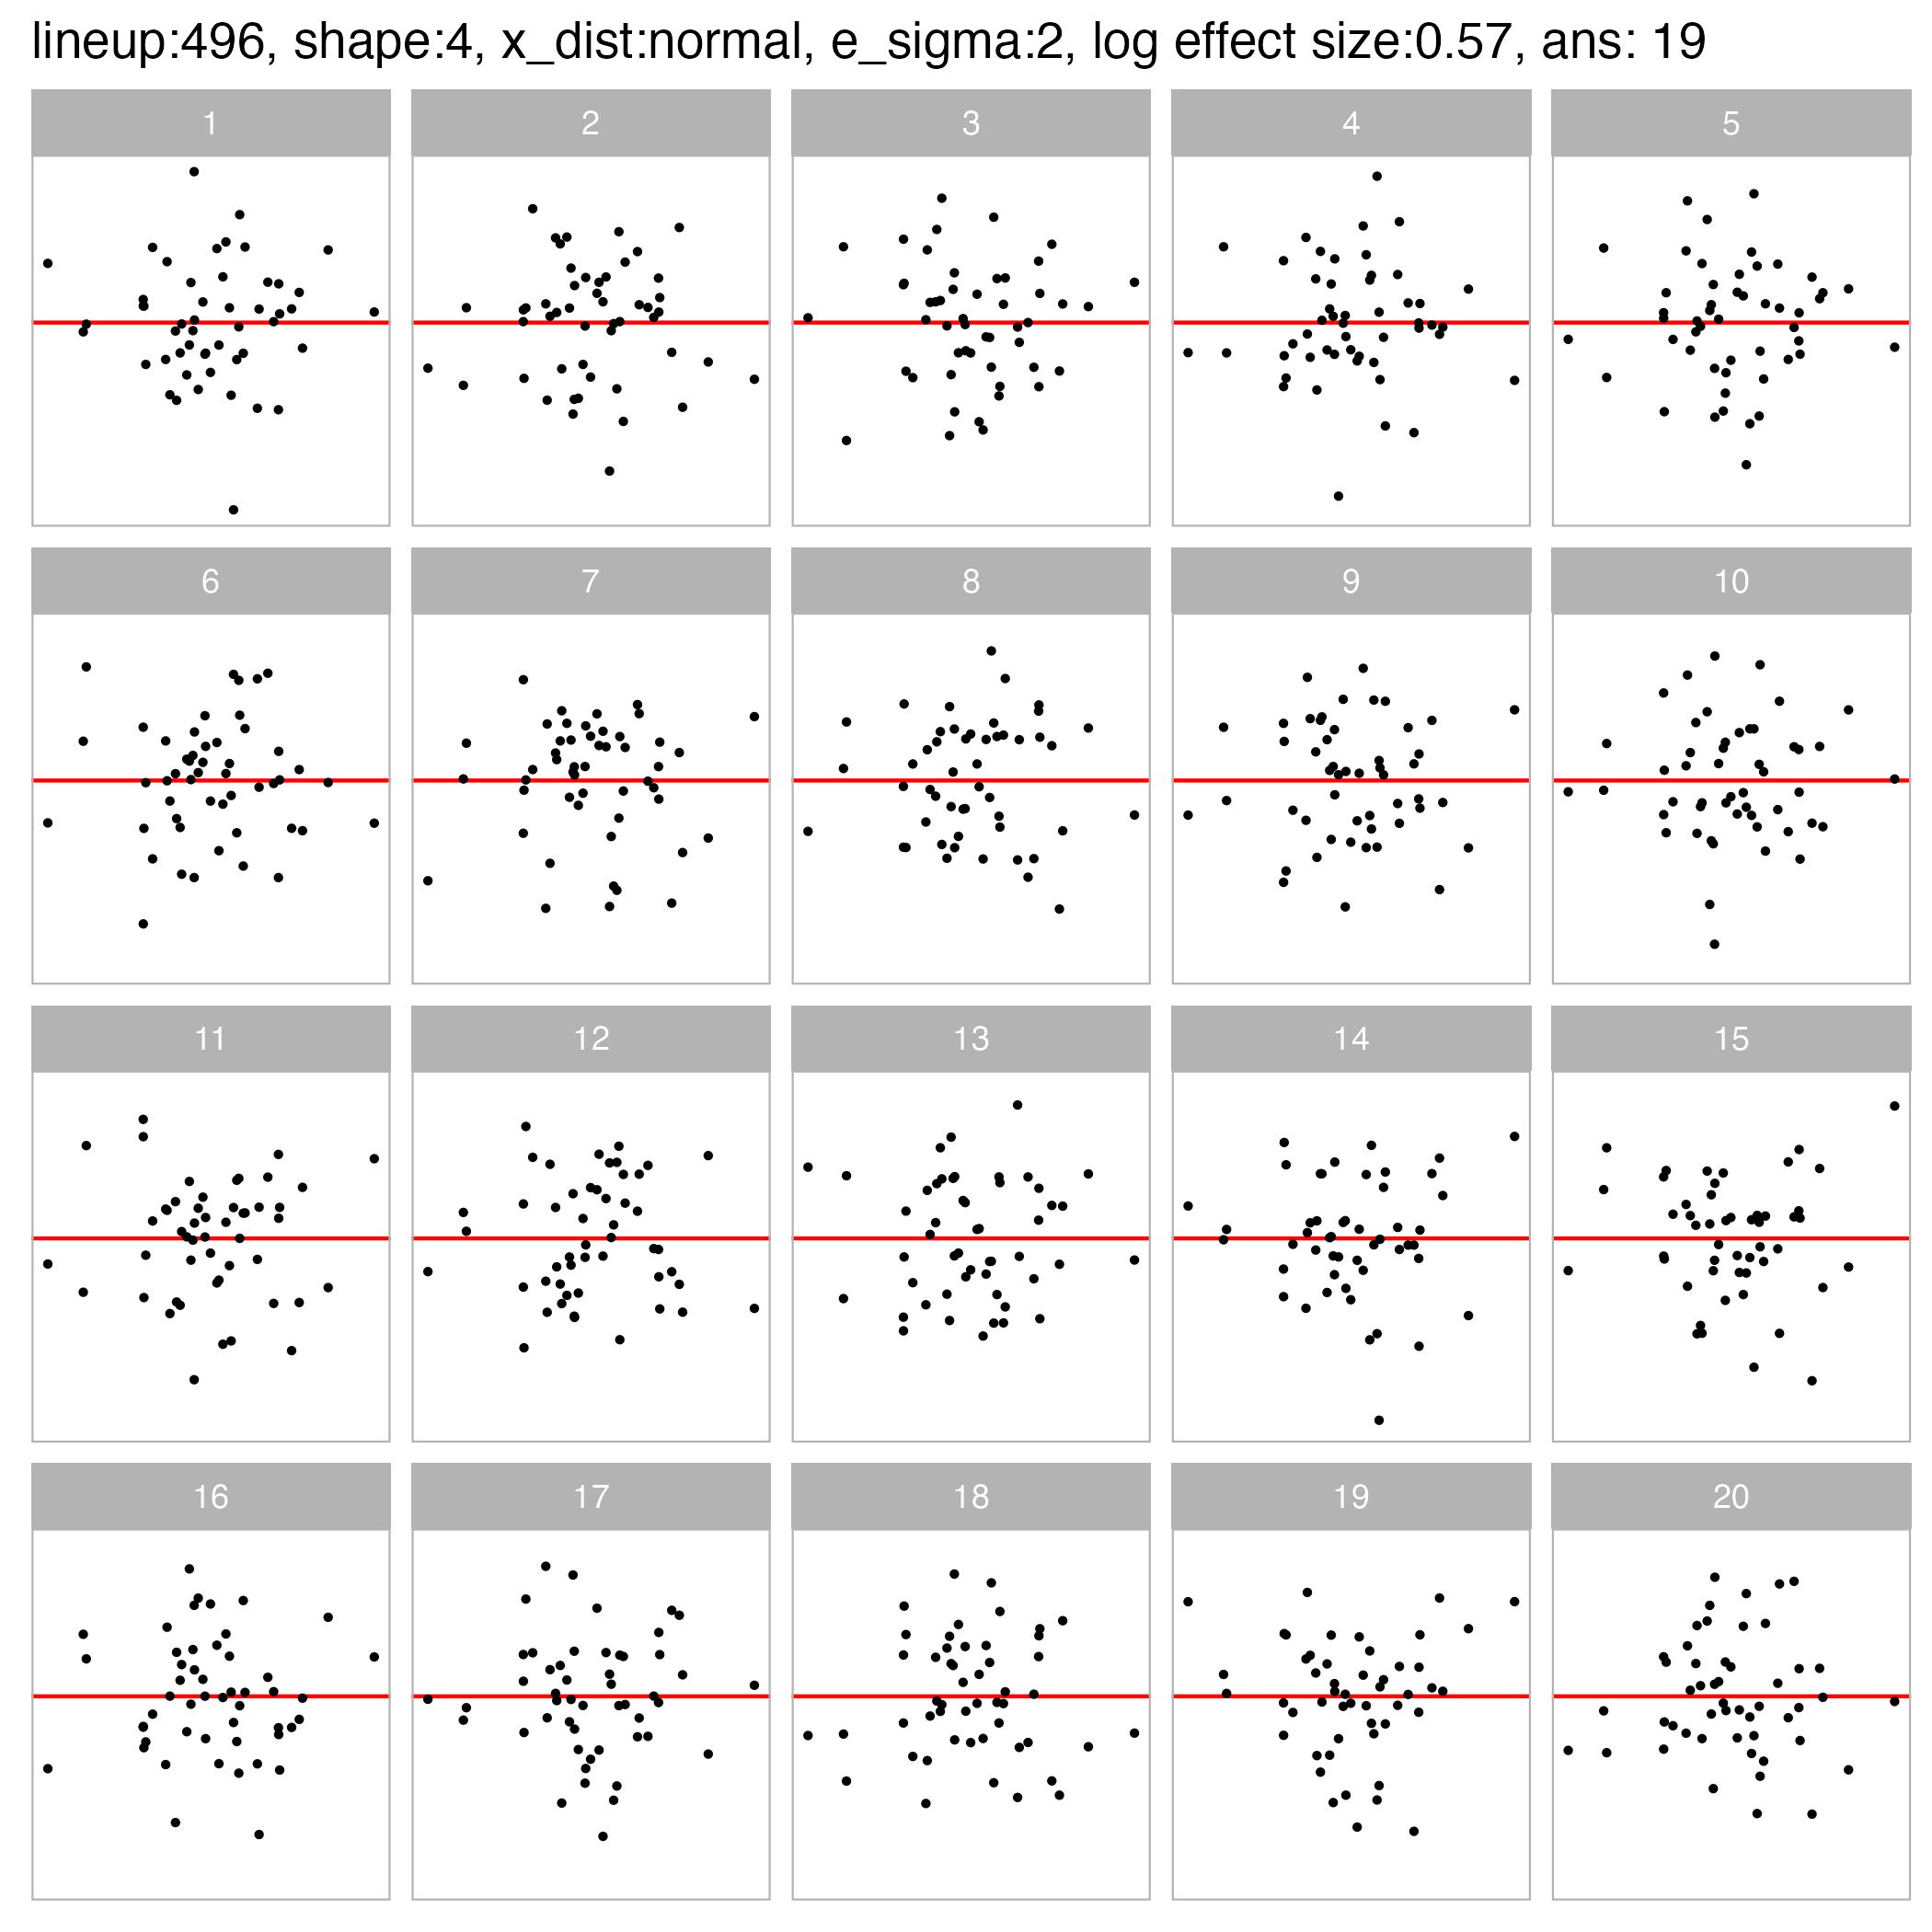 lineup:496, shape:4, x_dist:normal, e_sigma:2, log effect size:0.57, ans: 19
1 2 3 4 5
6 7 8 9 10
11 12 13 14 15
16 17 18 19 20